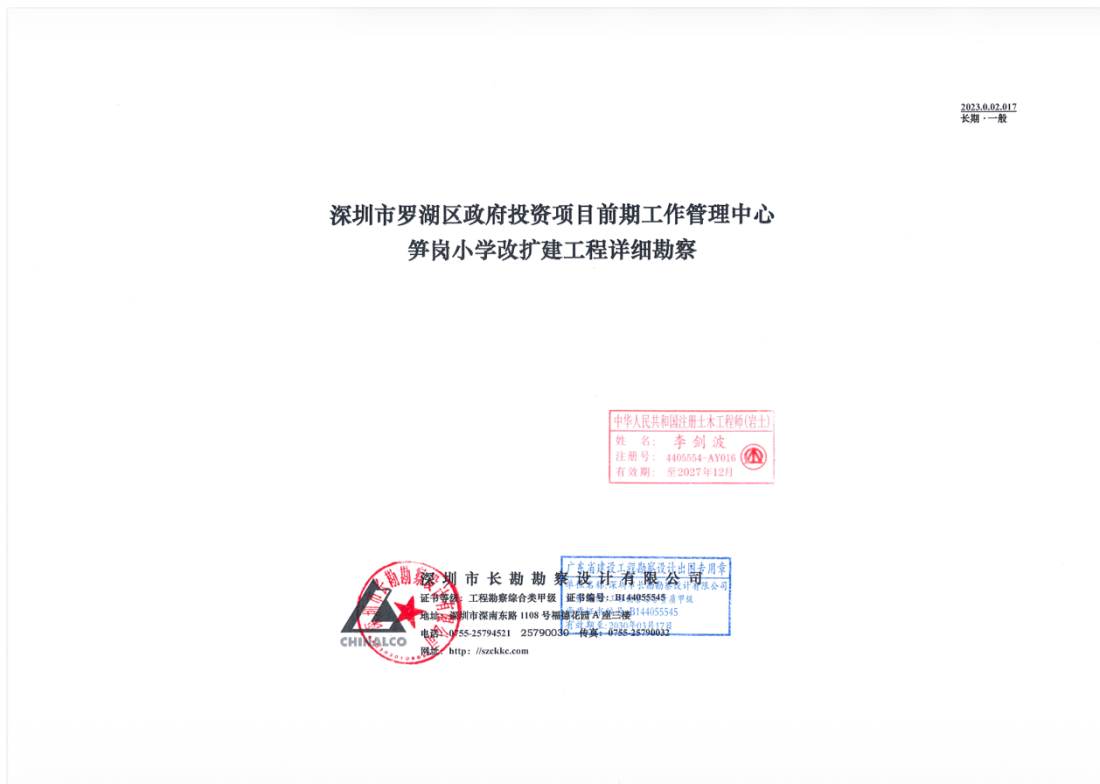 2023.0.02.017
长期·一般
深圳市罗湖区政府投资项目前期工作管理中心
笋岗小学改扩建工程详细勘察
中华人民共和国注册土木工程师(岩土)
姓 名: 李剑波
注册号: 4405554-AY016
有效期: 至2027年12月
广东省建设工程勘察设计出图专用章
深圳市长勘勘察设计有限公司
证书等级: 工程勘察综合类甲级 证书编号: B144055545
地址: 深圳市深南东路 1108 号福德花园 A 座三楼
B144055545
有效期至:2030年03月17日
电话: 0755-25794521 25790030 传真: 0755-25790032
网址: http: //szckkc.com
CHINALCO